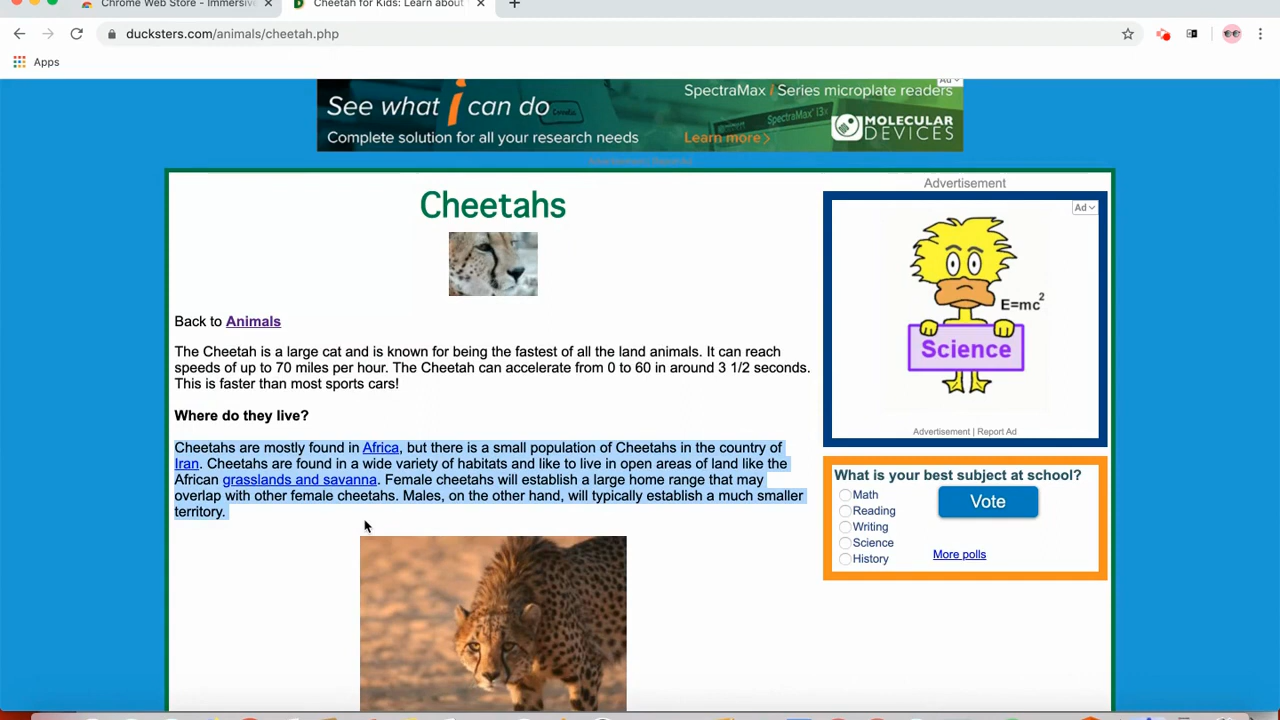 Chrome Web Store - Immersiv
Cheetah for Kids: Learn about
ducksters.com/animals/cheetah.php
Apps
Ad
See what i can do
SpectraMax i Series microplate readers
Complete solution for all your research needs
Learn more >
MOLECULAR
DEVICES
Advertisement | Report Ad
Cheetahs
Back to Animals
The Cheetah is a large cat and is known for being the fastest of all the land animals. It can reach
speeds of up to 70 miles per hour. The Cheetah can accelerate from 0 to 60 in around 3 1/2 seconds.
This is faster than most sports cars!
Where do they live?
Cheetahs are mostly found in Africa, but there is a small population of Cheetahs in the country of
Iran. Cheetahs are found in a wide variety of habitats and like to live in open areas of land like the
African grasslands and savanna. Female cheetahs will establish a large home range that may
overlap with other female cheetahs. Males, on the other hand, will typically establish a much smaller
territory.
Advertisement
Ad
E=mc²
Science
Advertisement | Report Ad
What is your best subject at school?
Math
Reading
Writing
Science
History
Vote
More polls